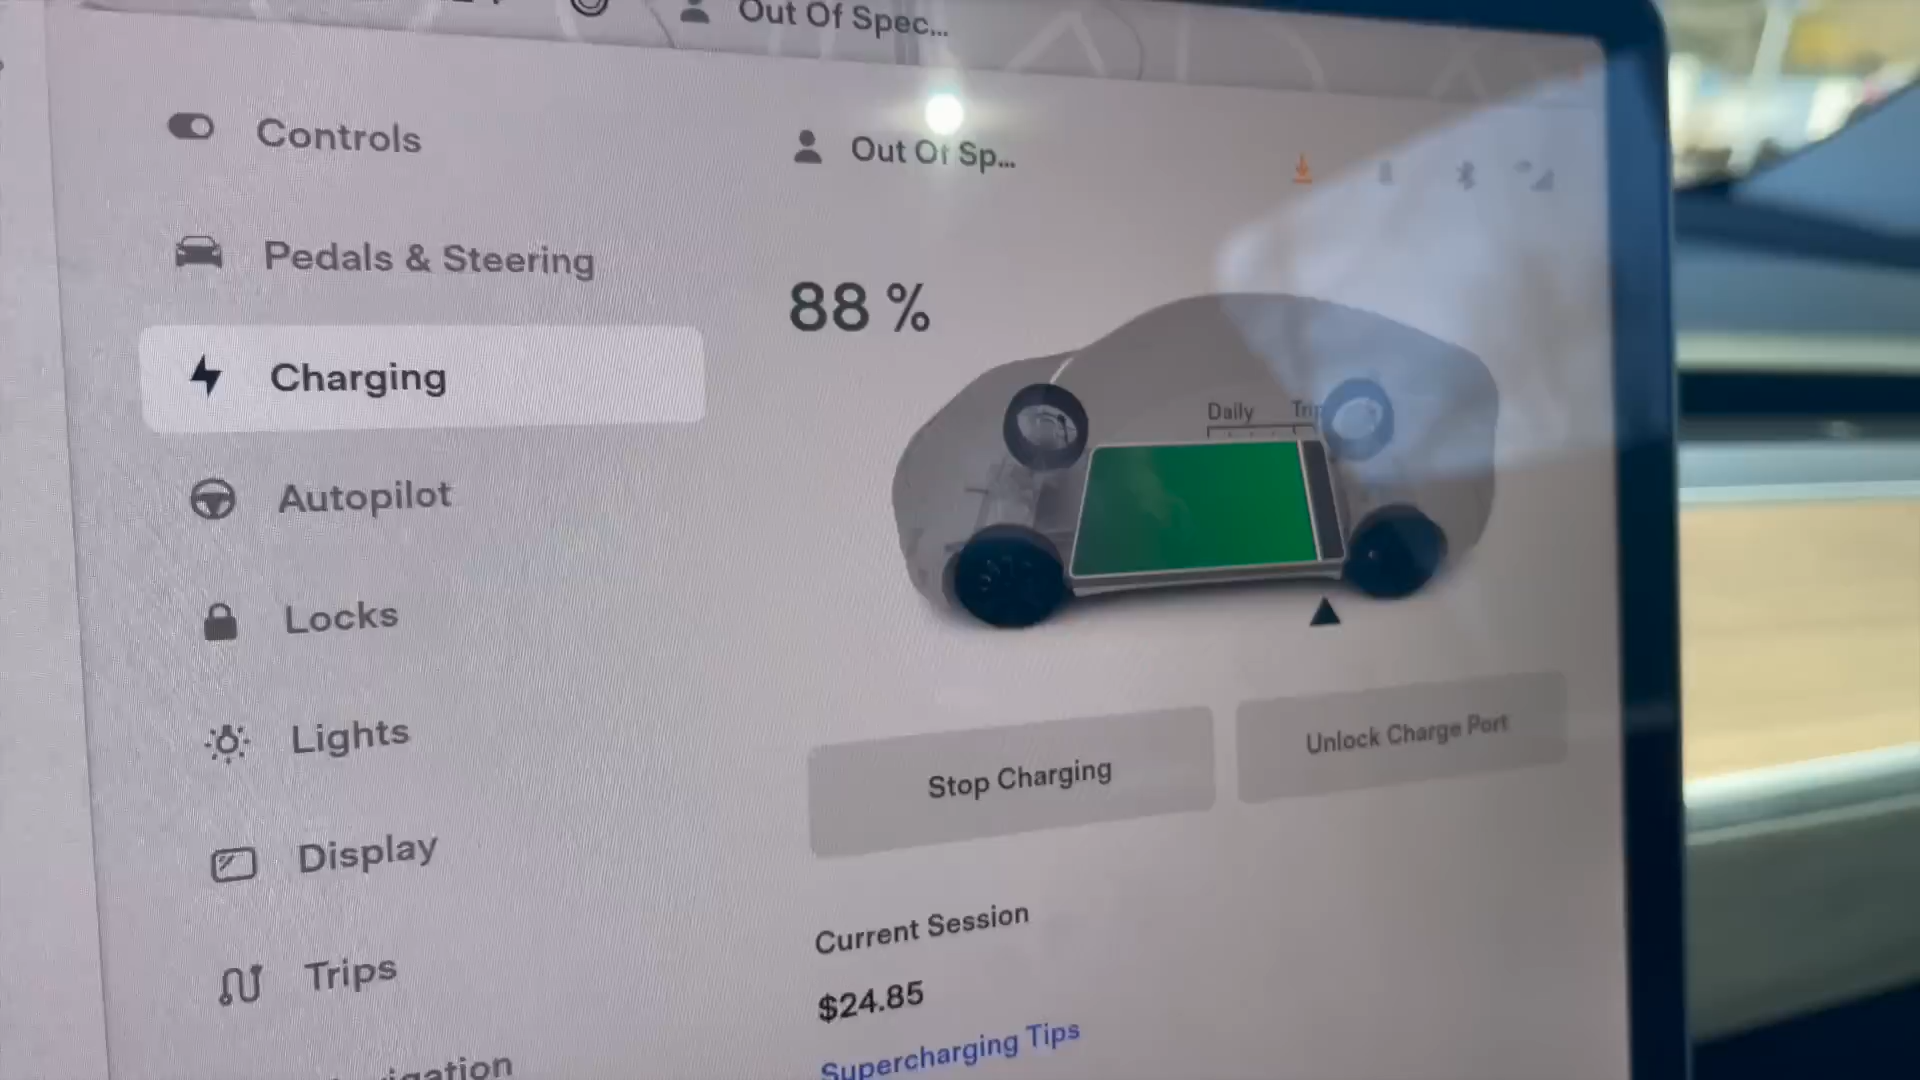 Out Of Spec...
Controls
Out Of Sp...
Pedals & Steering
88 %
Charging
Daily
Trip
Autopilot
Locks
Unlock Charge Port
Lights
Stop Charging
Display
Current Session
Trips
$24.85
Supercharging Tips